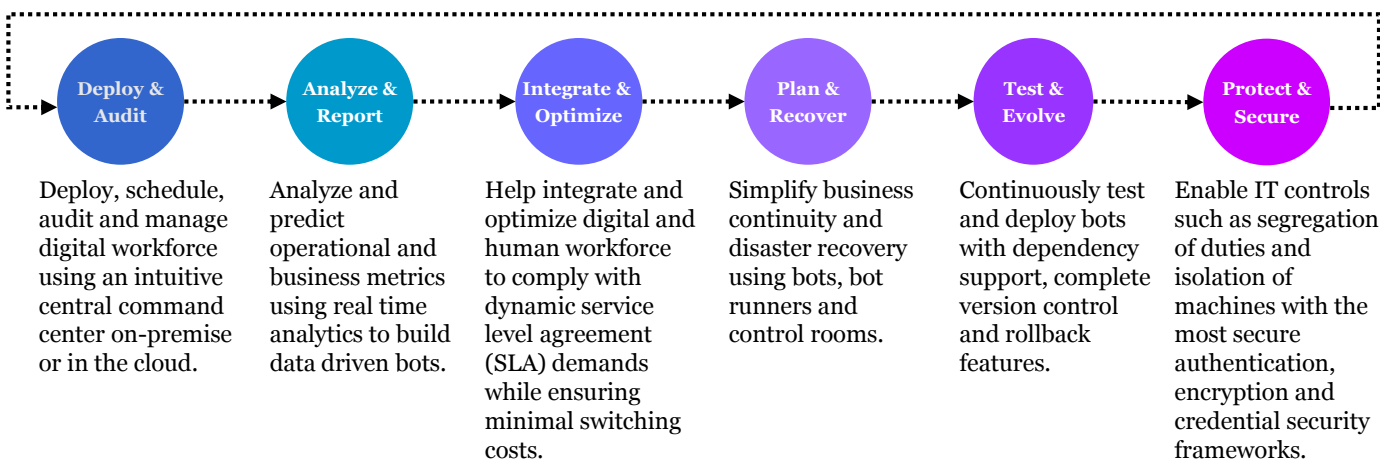 Deploy &
Audit
Analyze &
Report
Integrate &
Optimize
Plan &
Recover
Test &
Evolve
Protect &
Secure
Deploy, schedule,
audit and manage
digital workforce
using an intuitive
central command
center on-premise
or in the cloud.
Analyze and
predict
operational and
business metrics
using real time
analytics to build
data driven bots.
Help integrate and
optimize digital and
human workforce
to comply with
dynamic service
level agreement
(SLA) demands
while ensuring
minimal switching
costs.
Simplify business
continuity and
disaster recovery
using bots, bot
runners and
control rooms.
Continuously test
and deploy bots
with dependency
support, complete
version control
and rollback
features.
Enable IT controls
such as segregation
of duties and
isolation of
machines with the
most secure
authentication,
encryption and
credential security
frameworks.